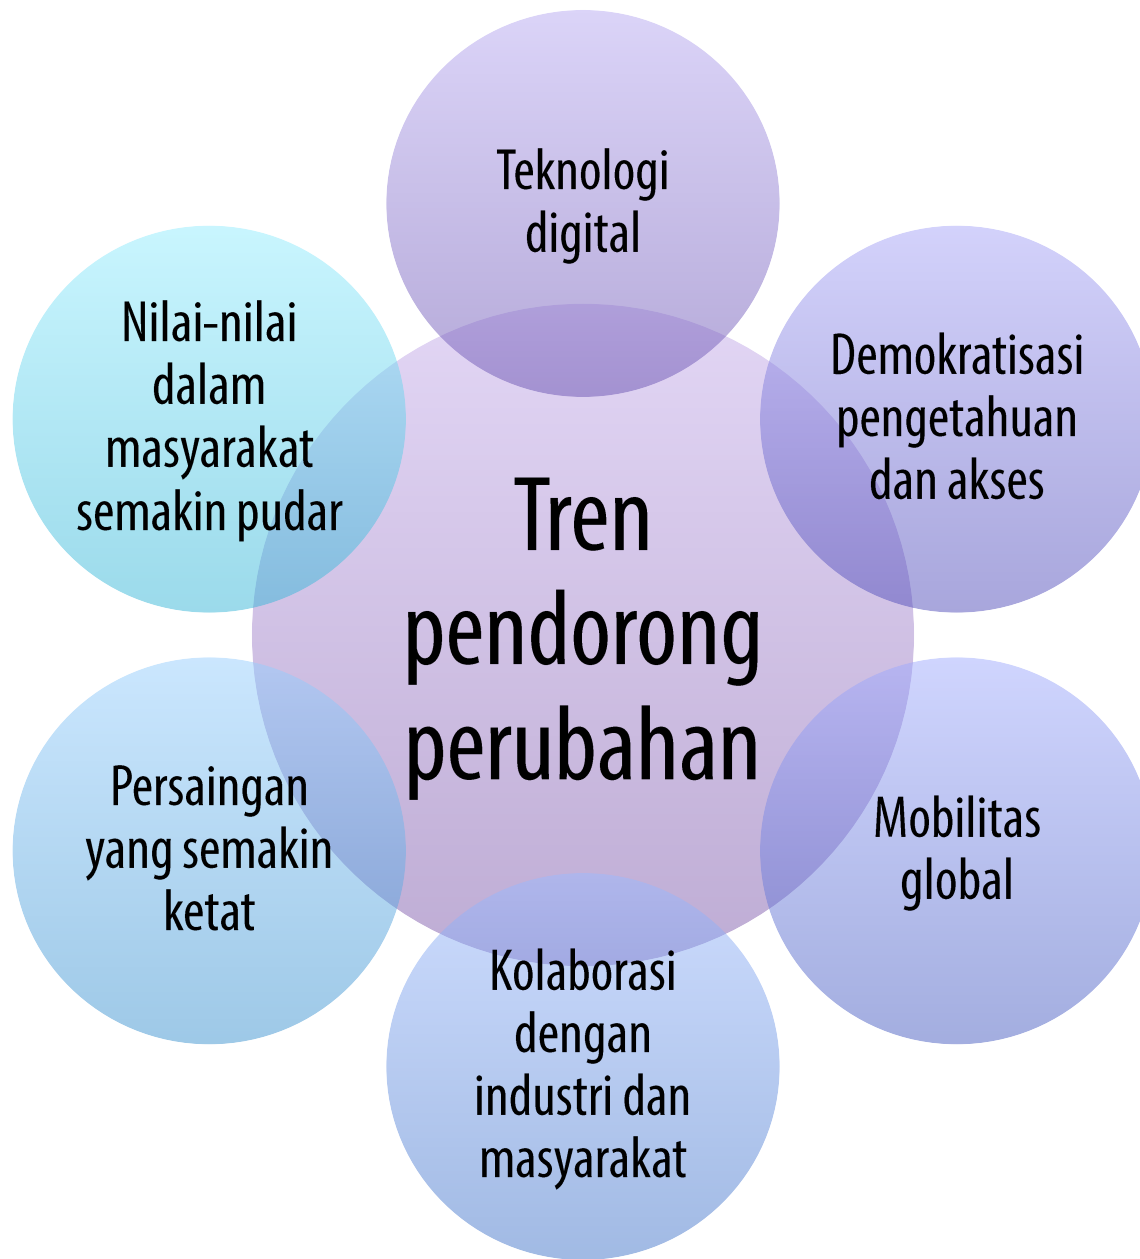 Teknologi
digital
Demokratisasi
pengetahuan
dan akses
Mobilitas
global
Kolaborasi
dengan
industri dan
masyarakat
Persaingan
yang semakin
ketat
Nilai-nilai
dalam
masyarakat
semakin pudar
Tren
pendorong
perubahan